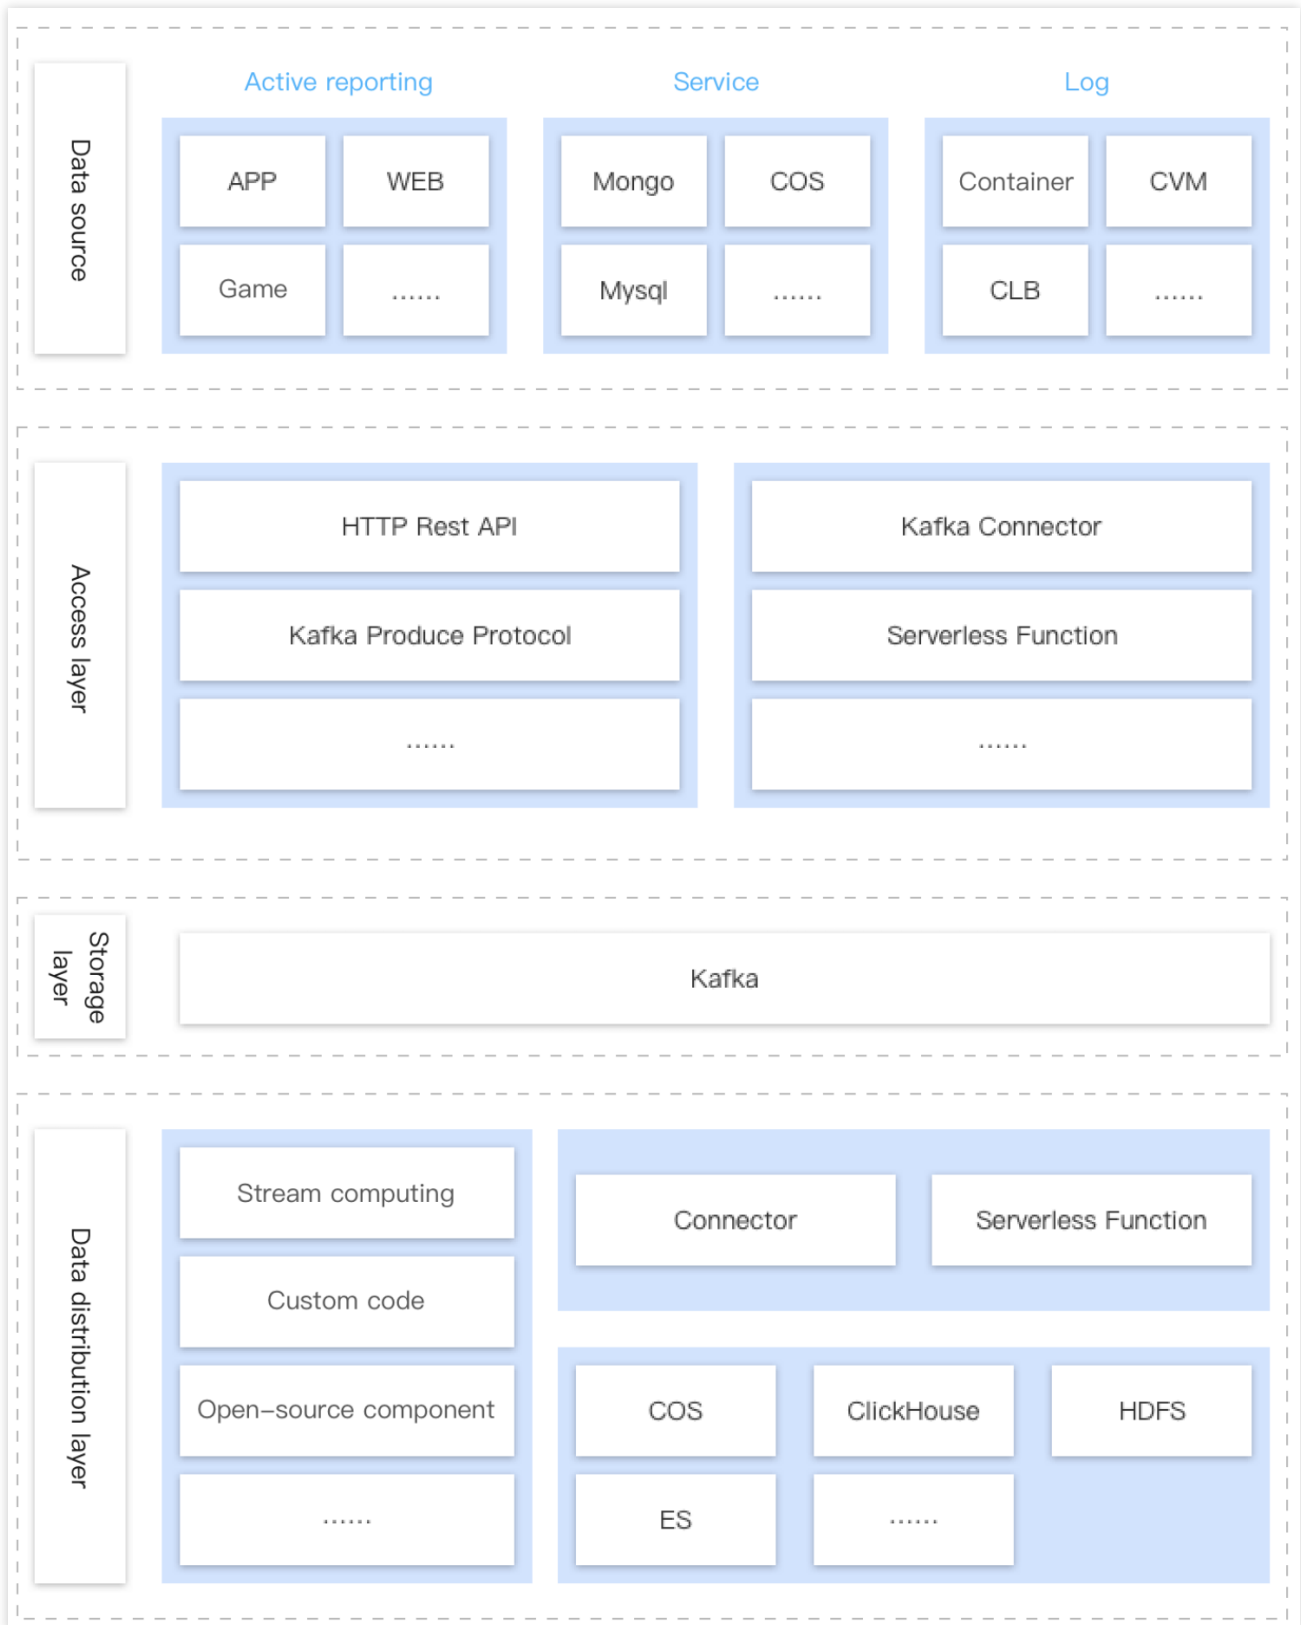 Data source
Active reporting
Service
Log
APP
WEB
Mongo
COS
Container
CVM
Game
......
Mysql
......
CLB
......
Access layer
HTTP Rest API
Kafka Connector
Kafka Produce Protocol
Serverless Function
......
......
Storage
layer
Kafka
Data distribution layer
Stream computing
Custom code
Open-source component
......
Connector
Serverless Function
COS
ClickHouse
HDFS
ES
......